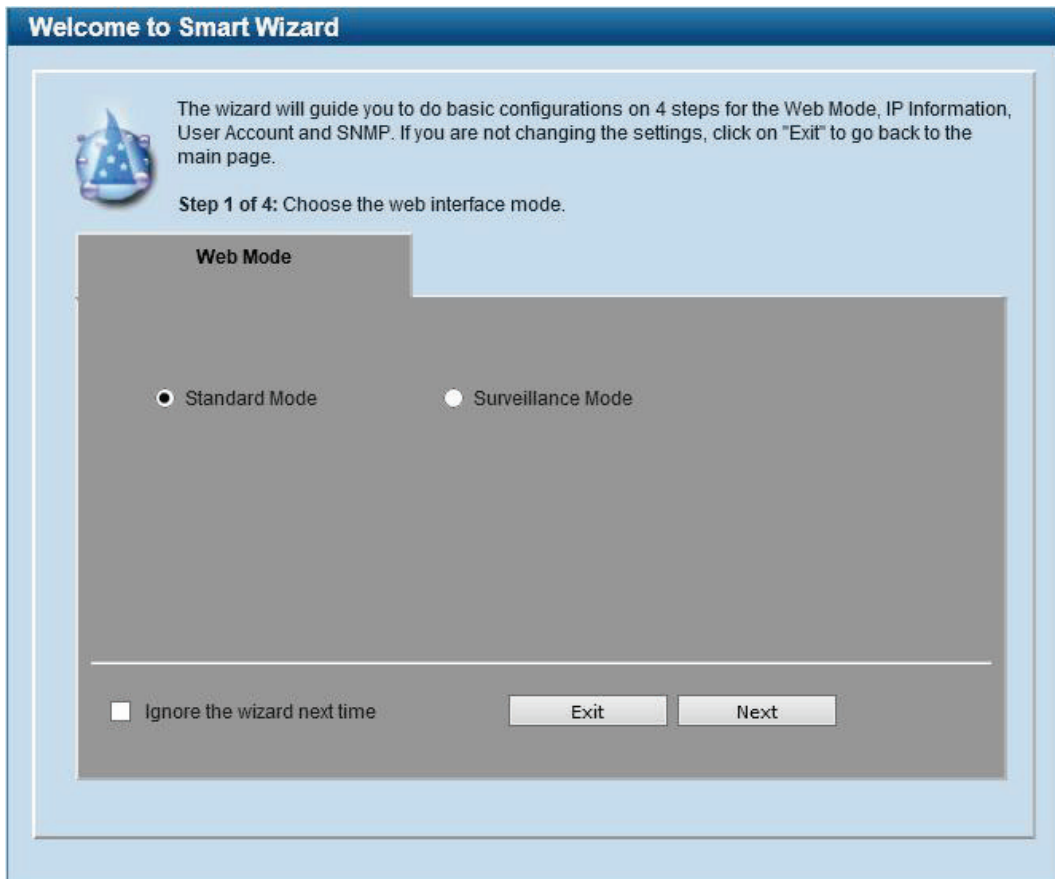 Welcome to Smart Wizard
The wizard will guide you to do basic configurations on 4 steps for the Web Mode, IP Information,
User Account and SNMP. If you are not changing the settings, click on "Exit" to go back to the
main page.
Step 1 of 4: Choose the web interface mode.
Web Mode
Standard Mode Surveillance Mode
Ignore the wizard next time Exit Next